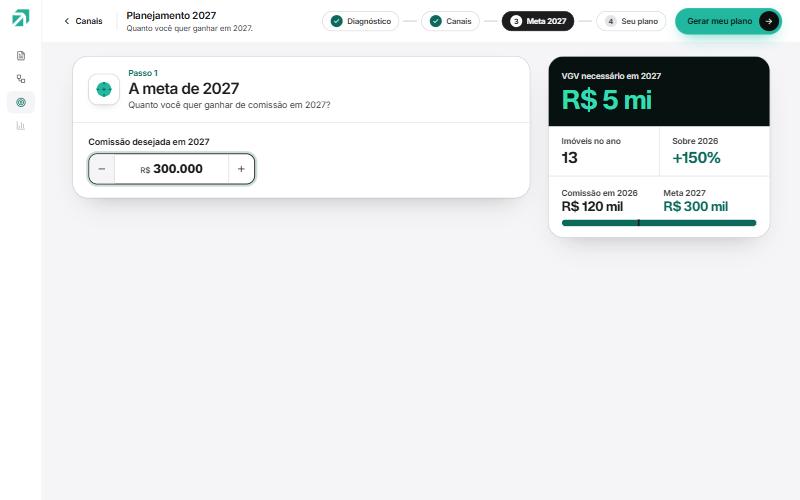 Canais
Planejamento 2027
Quanto você quer ganhar em 2027.
Diagnóstico
Canais
3 Meta 2027
4 Seu plano
Gerar meu plano
Passo 1
A meta de 2027
Quanto você quer ganhar de comissão em 2027?
Comissão desejada em 2027
− R$ 300.000 +
VGV necessário em 2027
R$ 5 mi
Imóveis no ano
13
Sobre 2026
+150%
Comissão em 2026
R$ 120 mil
Meta 2027
R$ 300 mil